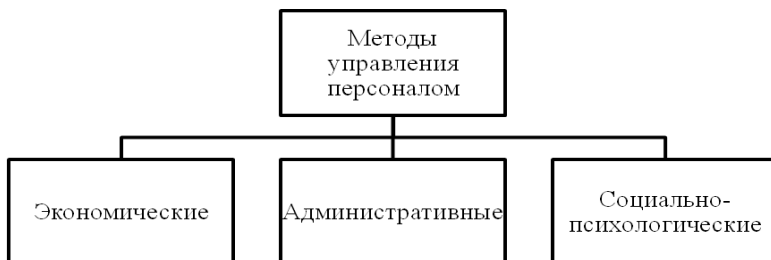 Методы
управления
персоналом
Экономические
Административные
Социально-
психологические